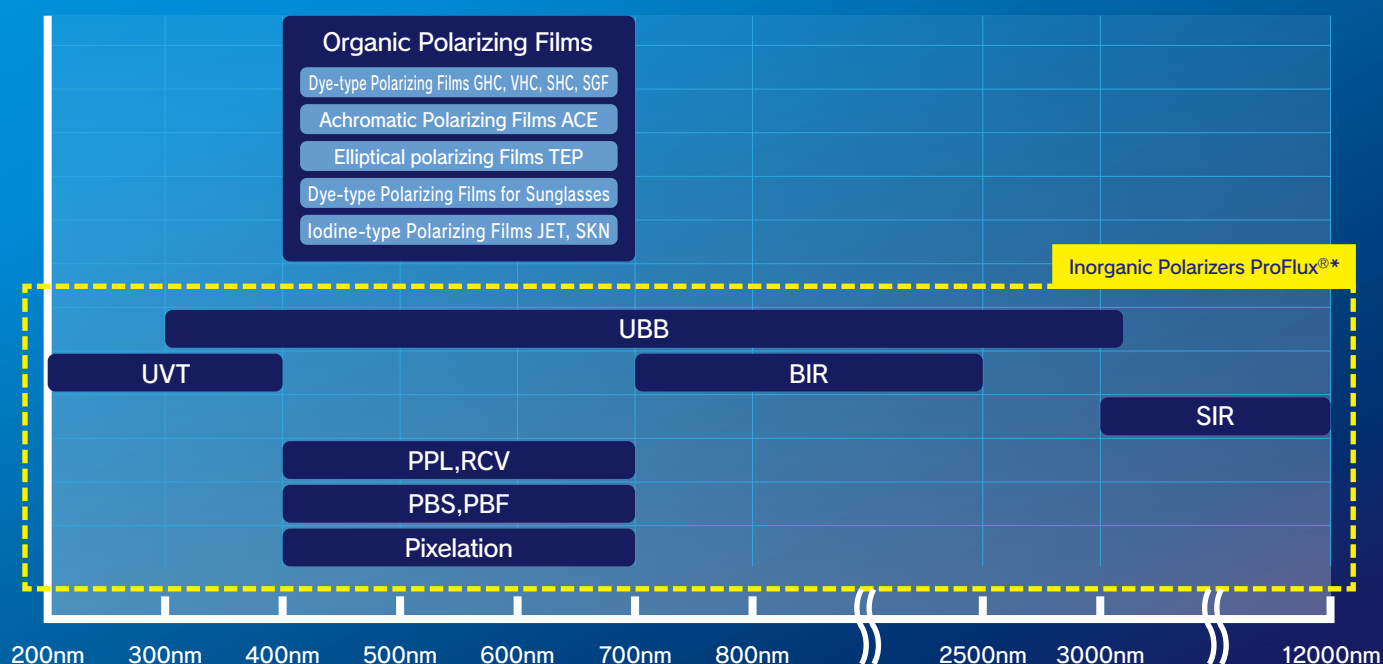 Organic Polarizing Films
Dye-type Polarizing Films GHC, VHC, SHC, SGF
Achromatic Polarizing Films ACE
Elliptical polarizing Films TEP
Dye-type Polarizing Films for Sunglasses
Iodine-type Polarizing Films JET, SKN
Inorganic Polarizers ProFlux®*
UBB
UVT
BIR
SIR
PPL,RCV
PBS,PBF
Pixelation
200nm 300nm 400nm 500nm 600nm 700nm 800nm 2500nm 3000nm 12000nm